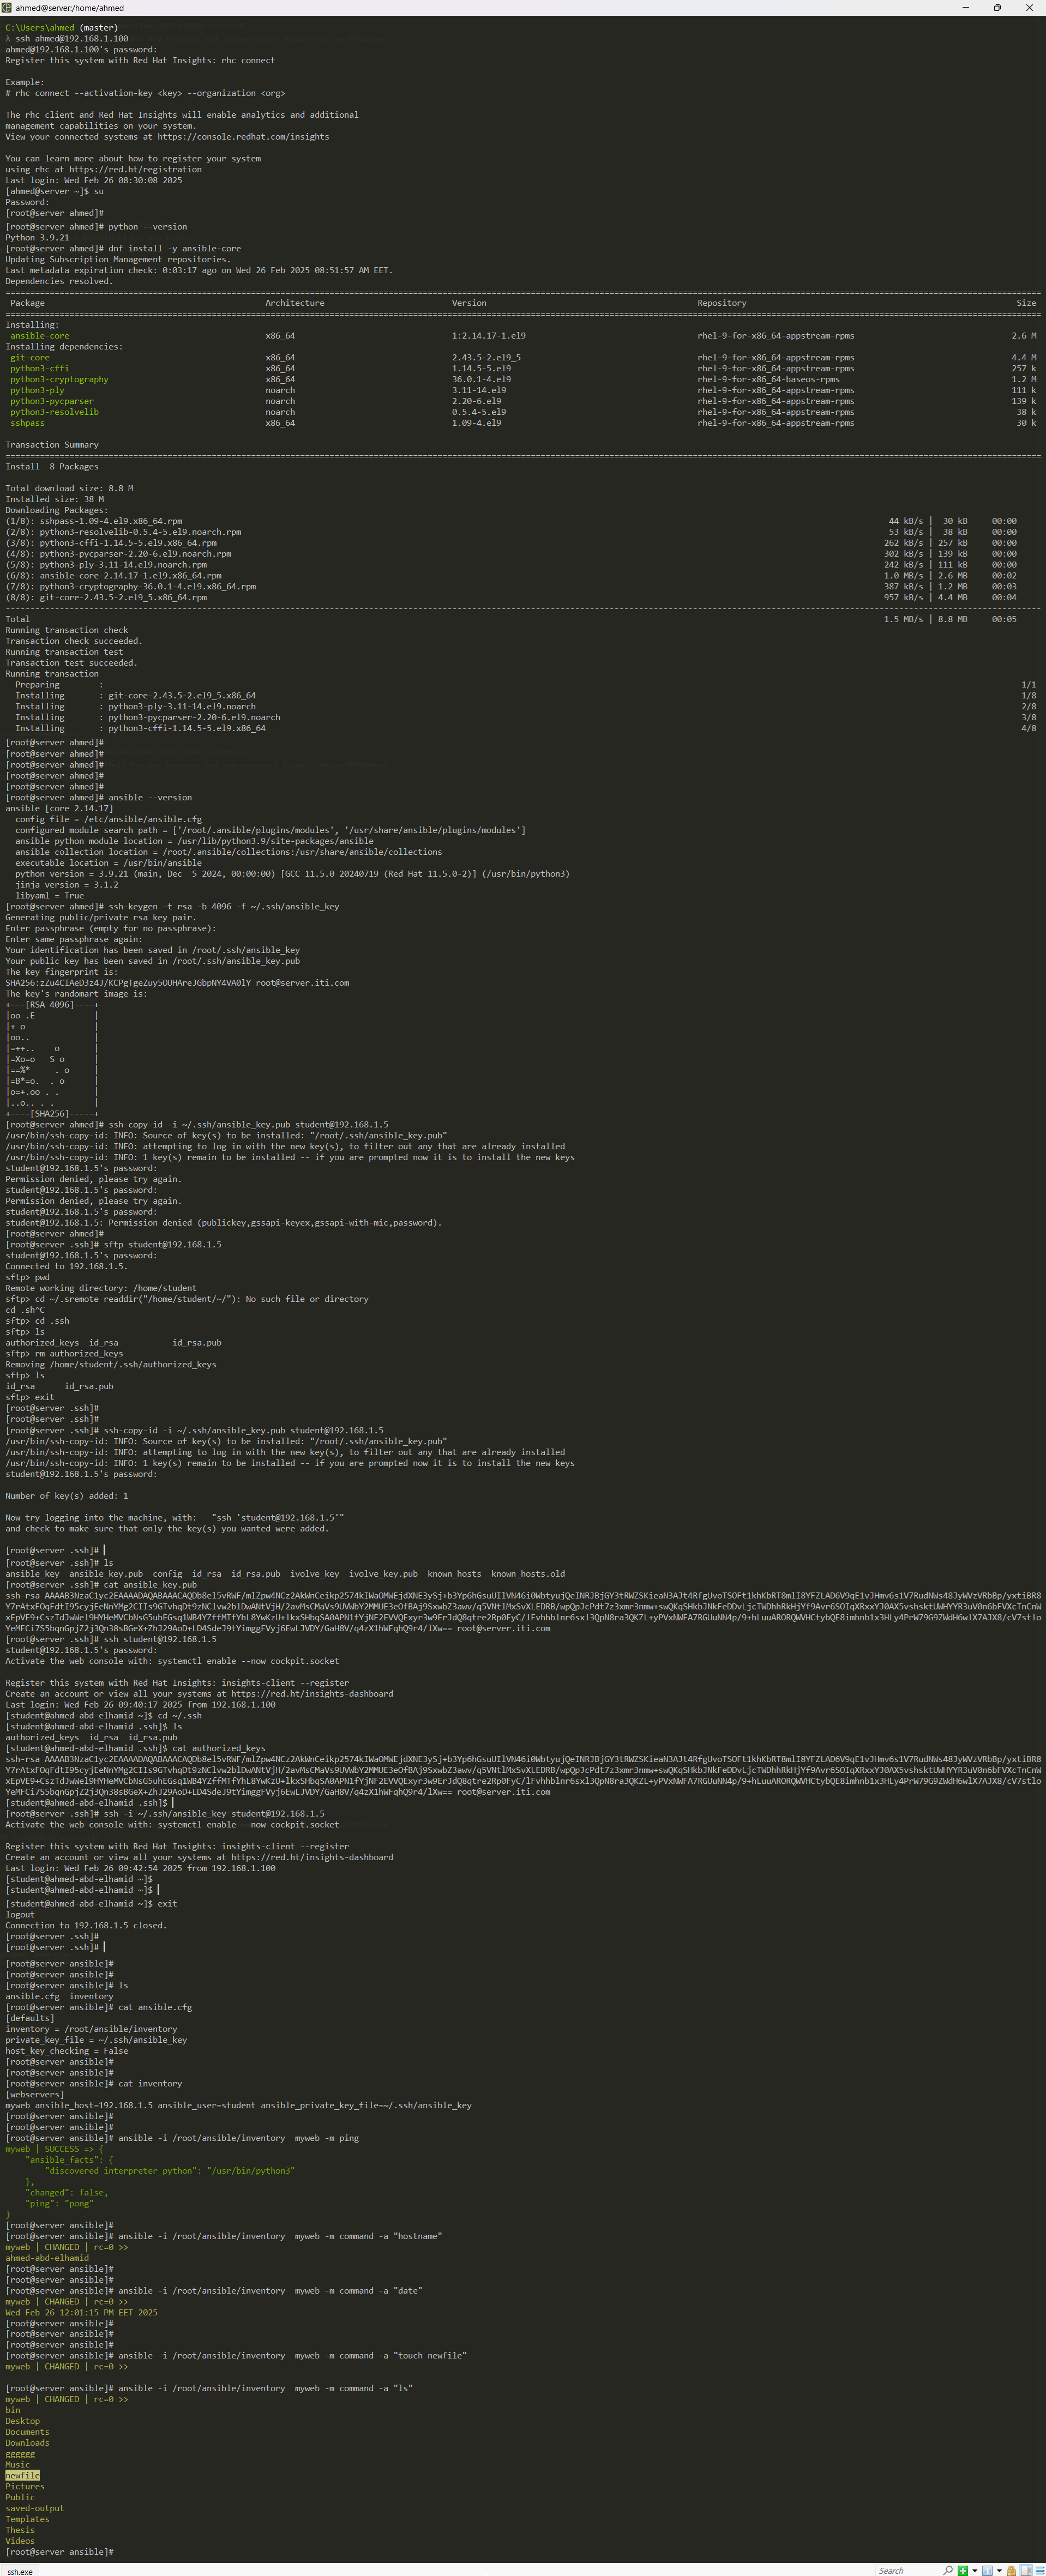 ahmed@server:/home/ahmed
C:\Users\ahmed (master)
λ ssh ahmed@192.168.1.100
ahmed@192.168.1.100's password:
Register this system with Red Hat Insights: rhc connect
Example:
# rhc connect --activation-key <key> --organization <org>
The rhc client and Red Hat Insights will enable analytics and additional
management capabilities on your system.
View your connected systems at https://console.redhat.com/insights
You can learn more about how to register your system
using rhc at https://red.ht/registration
Last login: Wed Feb 26 08:30:08 2025
[ahmed@server ~]$ su
Password:
[root@server ahmed]#
[root@server ahmed]# python --version
Python 3.9.21
[root@server ahmed]# dnf install -y ansible-core
Updating Subscription Management repositories.
Last metadata expiration check: 0:03:17 ago on Wed 26 Feb 2025 08:51:57 AM EET.
Dependencies resolved.
Package Architecture Version Repository Size
Installing:
ansible-core x86_64 1:2.14.17-1.el9 rhel-9-for-x86_64-appstream-rpms 2.6 M
Installing dependencies:
git-core x86_64 2.43.5-2.el9_5 rhel-9-for-x86_64-appstream-rpms 4.4 M
python3-cffi x86_64 1.14.5-5.el9 rhel-9-for-x86_64-appstream-rpms 257 k
python3-cryptography x86_64 36.0.1-4.el9 rhel-9-for-x86_64-baseos-rpms 1.2 M
python3-ply noarch 3.11-14.el9 rhel-9-for-x86_64-appstream-rpms 111 k
python3-pycparser noarch 2.20-6.el9 rhel-9-for-x86_64-appstream-rpms 139 k
python3-resolvelib noarch 0.5.4-5.el9 rhel-9-for-x86_64-appstream-rpms 38 k
sshpass x86_64 1.09-4.el9 rhel-9-for-x86_64-appstream-rpms 30 k
Transaction Summary
Install 8 Packages
Total download size: 8.8 M
Installed size: 38 M
Downloading Packages:
(1/8): sshpass-1.09-4.el9.x86_64.rpm 44 kB/s | 30 kB 00:00
(2/8): python3-resolvelib-0.5.4-5.el9.noarch.rpm 53 kB/s | 38 kB 00:00
(3/8): python3-cffi-1.14.5-5.el9.x86_64.rpm 262 kB/s | 257 kB 00:00
(4/8): python3-pycparser-2.20-6.el9.noarch.rpm 302 kB/s | 139 kB 00:00
(5/8): python3-ply-3.11-14.el9.noarch.rpm 242 kB/s | 111 kB 00:00
(6/8): ansible-core-2.14.17-1.el9.x86_64.rpm 1.0 MB/s | 2.6 MB 00:02
(7/8): python3-cryptography-36.0.1-4.el9.x86_64.rpm 387 kB/s | 1.2 MB 00:03
(8/8): git-core-2.43.5-2.el9_5.x86_64.rpm 957 kB/s | 4.4 MB 00:04
Total 1.5 MB/s | 8.8 MB 00:05
Running transaction check
Transaction check succeeded.
Running transaction test
Transaction test succeeded.
Running transaction
Preparing : 1/1
Installing : git-core-2.43.5-2.el9_5.x86_64 1/8
Installing : python3-ply-3.11-14.el9.noarch 2/8
Installing : python3-pycparser-2.20-6.el9.noarch 3/8
Installing : python3-cffi-1.14.5-5.el9.x86_64 4/8
[root@server ahmed]#
[root@server ahmed]#
[root@server ahmed]#
[root@server ahmed]#
[root@server ahmed]#
[root@server ahmed]# ansible --version
ansible [core 2.14.17]
config file = /etc/ansible/ansible.cfg
configured module search path = ['/root/.ansible/plugins/modules', '/usr/share/ansible/plugins/modules']
ansible python module location = /usr/lib/python3.9/site-packages/ansible
ansible collection location = /root/.ansible/collections:/usr/share/ansible/collections
executable location = /usr/bin/ansible
python version = 3.9.21 (main, Dec 5 2024, 00:00:00) [GCC 11.5.0 20240719 (Red Hat 11.5.0-2)] (/usr/bin/python3)
jinja version = 3.1.2
libyaml = True
[root@server ahmed]# ssh-keygen -t rsa -b 4096 -f ~/.ssh/ansible_key
Generating public/private rsa key pair.
Enter passphrase (empty for no passphrase):
Enter same passphrase again:
Your identification has been saved in /root/.ssh/ansible_key
Your public key has been saved in /root/.ssh/ansible_key.pub
The key fingerprint is:
root@server.iti.com
The key's randomart image is:
+---[RSA 4096]----+
|oo .E |
|+ o |
|oo.. |
|=++.. o |
|=Xo=o S o |
|==%* . o |
|=B*=o. . o |
|o=+.oo . . |
|..o.. . . |
+----[SHA256]-----+
[root@server ahmed]# ssh-copy-id -i ~/.ssh/ansible_key.pub student@192.168.1.5
/usr/bin/ssh-copy-id: INFO: Source of key(s) to be installed: "/root/.ssh/ansible_key.pub"
/usr/bin/ssh-copy-id: INFO: attempting to log in with the new key(s), to filter out any that are already installed
/usr/bin/ssh-copy-id: INFO: 1 key(s) remain to be installed -- if you are prompted now it is to install the new keys
student@192.168.1.5's password:
Permission denied, please try again.
student@192.168.1.5's password:
Permission denied, please try again.
student@192.168.1.5's password:
student@192.168.1.5: Permission denied (publickey,gssapi-keyex,gssapi-with-mic,password).
[root@server ahmed]#
[root@server .ssh]# sftp student@192.168.1.5
student@192.168.1.5's password:
Connected to 192.168.1.5.
sftp> pwd
Remote working directory: /home/student
sftp> cd ~/.sremote readdir("/home/student/~/"): No such file or directory
cd .sh^C
sftp> cd .ssh
sftp> ls
authorized_keys id_rsa id_rsa.pub
sftp> rm authorized_keys
Removing /home/student/.ssh/authorized_keys
sftp> ls
id_rsa id_rsa.pub
sftp> exit
[root@server .ssh]#
[root@server .ssh]#
[root@server .ssh]# ssh-copy-id -i ~/.ssh/ansible_key.pub student@192.168.1.5
/usr/bin/ssh-copy-id: INFO: Source of key(s) to be installed: "/root/.ssh/ansible_key.pub"
/usr/bin/ssh-copy-id: INFO: attempting to log in with the new key(s), to filter out any that are already installed
/usr/bin/ssh-copy-id: INFO: 1 key(s) remain to be installed -- if you are prompted now it is to install the new keys
student@192.168.1.5's password:
Number of key(s) added: 1
Now try logging into the machine, with: "ssh 'student@192.168.1.5'"
and check to make sure that only the key(s) you wanted were added.
[root@server .ssh]#
[root@server .ssh]# ls
ansible_key ansible_key.pub config id_rsa id_rsa.pub ivolve_key ivolve_key.pub known_hosts known_hosts.old
[root@server .ssh]# cat ansible_key.pub
ssh-rsa
root@server.iti.com
[root@server .ssh]# ssh student@192.168.1.5
student@192.168.1.5's password:
Activate the web console with: systemctl enable --now cockpit.socket
Register this system with Red Hat Insights: insights-client --register
Create an account or view all your systems at https://red.ht/insights-dashboard
Last login: Wed Feb 26 09:40:17 2025 from 192.168.1.100
[student@ahmed-abd-elhamid ~]$ cd ~/.ssh
[student@ahmed-abd-elhamid .ssh]$ ls
authorized_keys id_rsa id_rsa.pub
[student@ahmed-abd-elhamid .ssh]$ cat authorized_keys
ssh-rsa
root@server.iti.com
[student@ahmed-abd-elhamid .ssh]$
[root@server .ssh]# ssh -i ~/.ssh/ansible_key student@192.168.1.5
Activate the web console with: systemctl enable --now cockpit.socket
Register this system with Red Hat Insights: insights-client --register
Create an account or view all your systems at https://red.ht/insights-dashboard
Last login: Wed Feb 26 09:42:54 2025 from 192.168.1.100
[student@ahmed-abd-elhamid ~]$
[student@ahmed-abd-elhamid ~]$
[student@ahmed-abd-elhamid ~]$ exit
logout
Connection to 192.168.1.5 closed.
[root@server .ssh]#
[root@server .ssh]#
[root@server ansible]#
[root@server ansible]#
[root@server ansible]# ls
ansible.cfg inventory
[root@server ansible]# cat ansible.cfg
[defaults]
inventory = /root/ansible/inventory
private_key_file = ~/.ssh/ansible_key
host_key_checking = False
[root@server ansible]#
[root@server ansible]#
[root@server ansible]# cat inventory
[webservers]
myweb ansible_host=192.168.1.5 ansible_user=student ansible_private_key_file=~/.ssh/ansible_key
[root@server ansible]#
[root@server ansible]#
[root@server ansible]# ansible -i /root/ansible/inventory myweb -m ping
myweb | SUCCESS => {
"ansible_facts": {
"discovered_interpreter_python": "/usr/bin/python3"
},
"changed": false,
"ping": "pong"
}
[root@server ansible]#
[root@server ansible]# ansible -i /root/ansible/inventory myweb -m command -a "hostname"
myweb | CHANGED | rc=0 >>
ahmed-abd-elhamid
[root@server ansible]#
[root@server ansible]#
[root@server ansible]# ansible -i /root/ansible/inventory myweb -m command -a "date"
myweb | CHANGED | rc=0 >>
Wed Feb 26 12:01:15 PM EET 2025
[root@server ansible]#
[root@server ansible]#
[root@server ansible]#
[root@server ansible]# ansible -i /root/ansible/inventory myweb -m command -a "touch newfile"
myweb | CHANGED | rc=0 >>
[root@server ansible]# ansible -i /root/ansible/inventory myweb -m command -a "ls"
myweb | CHANGED | rc=0 >>
bin
Desktop
Documents
Downloads
gggggg
Music
newfile
Pictures
Public
saved-output
Templates
Thesis
Videos
[root@server ansible]#
ssh.exe
Search